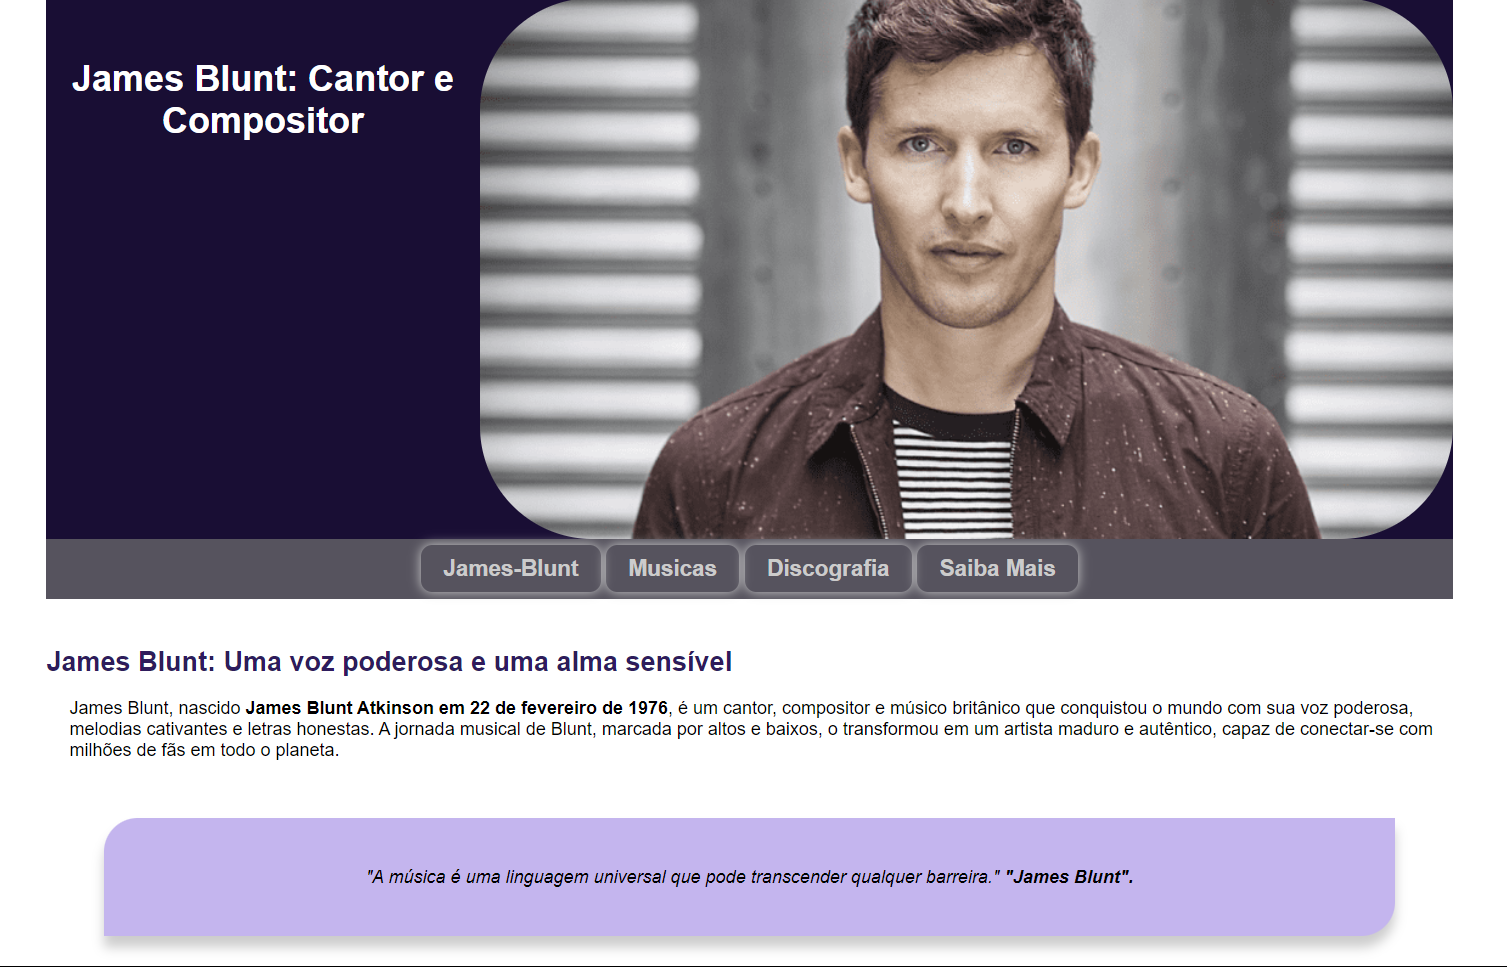 James Blunt: Cantor e
Compositor
James-Blunt
Musicas
Discografia
Saiba Mais
James Blunt: Uma voz poderosa e uma alma sensível
James Blunt, nascido James Blunt Atkinson em 22 de fevereiro de 1976, é um cantor, compositor e músico britânico que conquistou o mundo com sua voz poderosa,
melodias cativantes e letras honestas. A jornada musical de Blunt, marcada por altos e baixos, o transformou em um artista maduro e autêntico, capaz de conectar-se com
milhões de fãs em todo o planeta.
"A música é uma linguagem universal que pode transcender qualquer barreira." "James Blunt".